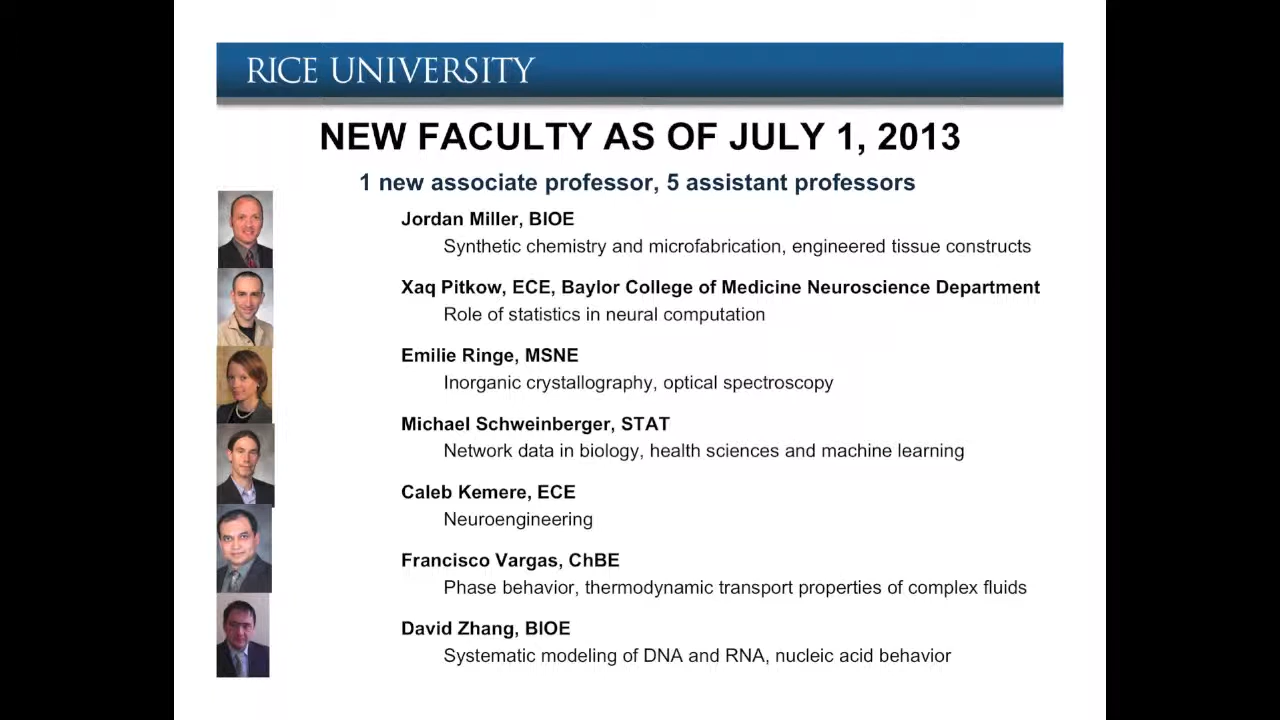 RICE UNIVERSITY
NEW FACULTY AS OF JULY 1, 2013
1 new associate professor, 5 assistant professors
Jordan Miller, BIOE
Synthetic chemistry and microfabrication, engineered tissue constructs
Xaq Pitkow, ECE, Baylor College of Medicine Neuroscience Department
Role of statistics in neural computation
Emilie Ringe, MSNE
Inorganic crystallography, optical spectroscopy
Michael Schweinberger, STAT
Network data in biology, health sciences and machine learning
Caleb Kemere, ECE
Neuroengineering
Francisco Vargas, ChBE
Phase behavior, thermodynamic transport properties of complex fluids
David Zhang, BIOE
Systematic modeling of DNA and RNA, nucleic acid behavior